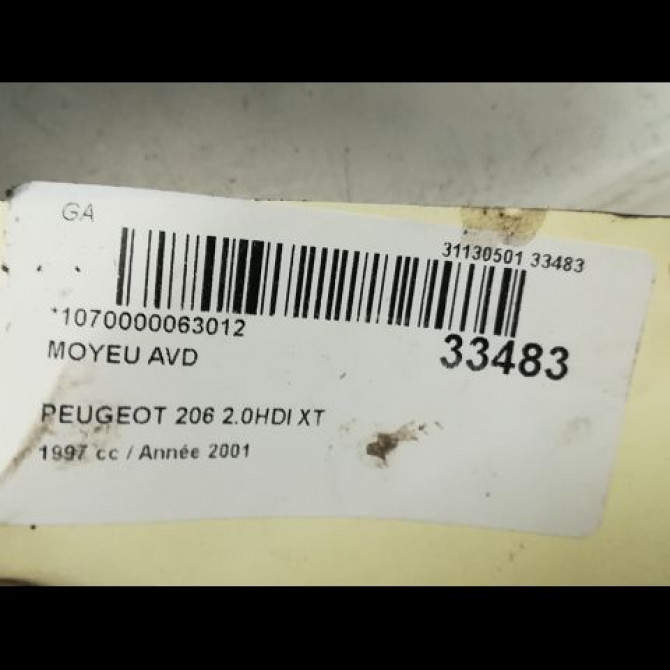 GA
31130501 33483
*1070000063012
33483
MOYEU AVD
PEUGEOT 206 2.0HDI XT
1997 cc / Année 2001